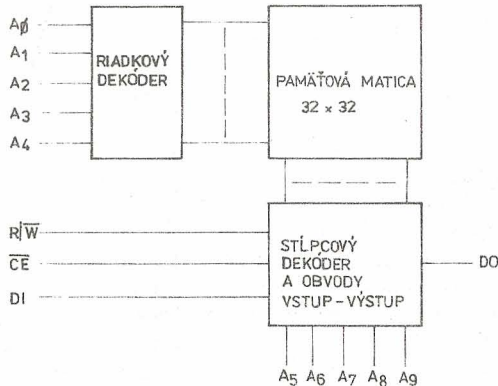 Aø
A1
A2
A3
A4
RIADKOVÝ
DEKÓDER
PAMÄŤOVÁ MATICA
32 × 32
R/W̅
C̅E̅
DI
STĹPCOVÝ
DEKÓDER
A OBVODY
VSTUP-VÝSTUP
DO
A5 A6 A7 A8 A9